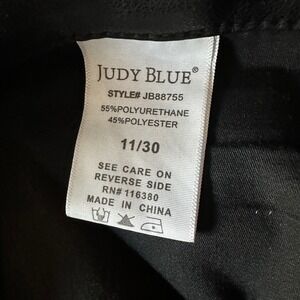 JUDY BLUE®
STYLE# JB88755
55%POLYURETHANE
45%POLYESTER
11/30
SEE CARE ON
REVERSE SIDE
RN# 116380
MADE IN CHINA